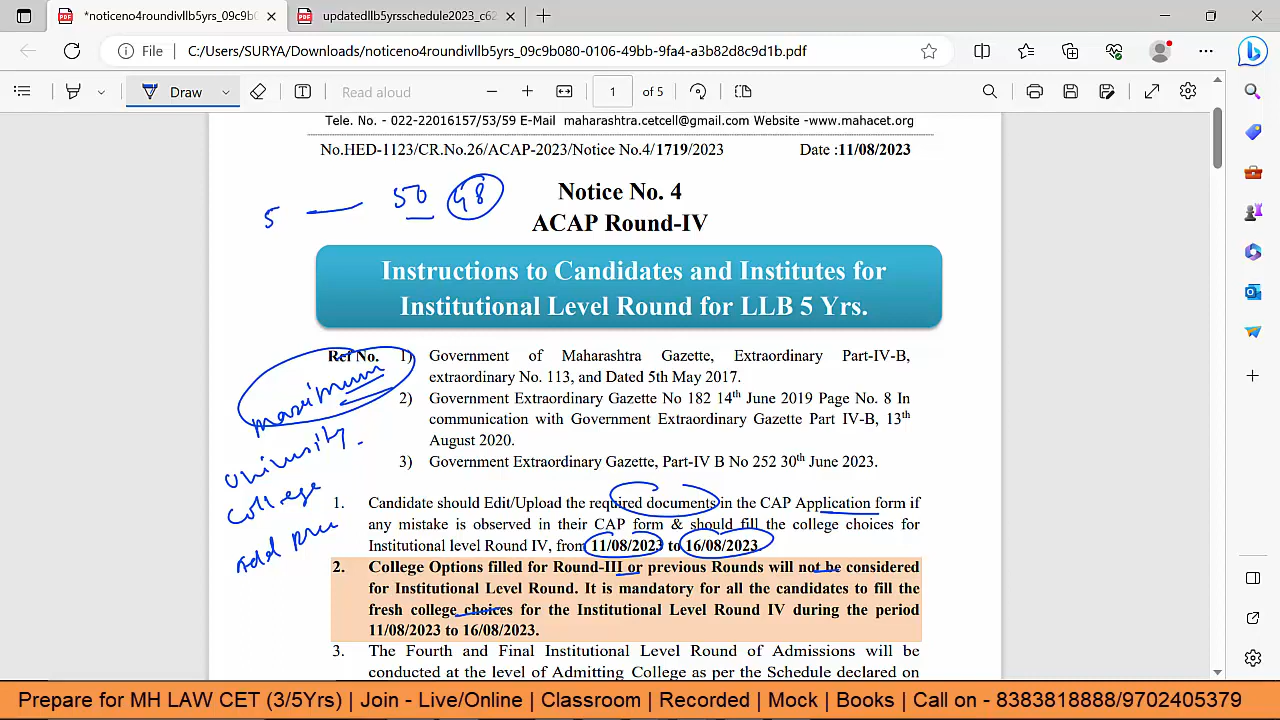 *noticeno4roundivllb5yrs_09c9b0
updatedllb5yrsschedule2023_c62
File
C:/Users/SURYA/Downloads/noticeno4roundivllb5yrs_09c9b080-0106-49bb-9fa4-a3b82d8c9d1b.pdf
Draw
Read aloud
1
of 5
Tele. No. - 022-22016157/53/59 E-Mail maharashtra.cetcell@gmail.com Website -www.mahacet.org
No.HED-1123/CR.No.26/ACAP-2023/Notice No.4/1719/2023
Date :11/08/2023
5 — 50 48
Notice No. 4
ACAP Round-IV
Instructions to Candidates and Institutes for
Institutional Level Round for LLB 5 Yrs.
Ref No.
1) Government of Maharashtra Gazette, Extraordinary Part-IV-B,
extraordinary No. 113, and Dated 5th May 2017.
2) Government Extraordinary Gazette No 182 14th June 2019 Page No. 8 In
communication with Government Extraordinary Gazette Part IV-B, 13th
August 2020.
3) Government Extraordinary Gazette, Part-IV B No 252 30th June 2023.
maximum
University.
College
Add
1. Candidate should Edit/Upload the required documents in the CAP Application form if
any mistake is observed in their CAP form & should fill the college choices for
Institutional level Round IV, from 11/08/2023 to 16/08/2023.
2. College Options filled for Round-III or previous Rounds will not be considered
for Institutional Level Round. It is mandatory for all the candidates to fill the
fresh college choices for the Institutional Level Round IV during the period
11/08/2023 to 16/08/2023.
3. The Fourth and Final Institutional Level Round of Admissions will be
conducted at the level of Admitting College as per the Schedule declared on
Prepare for MH LAW CET (3/5Yrs) | Join - Live/Online | Classroom | Recorded | Mock | Books | Call on - 8383818888/9702405379